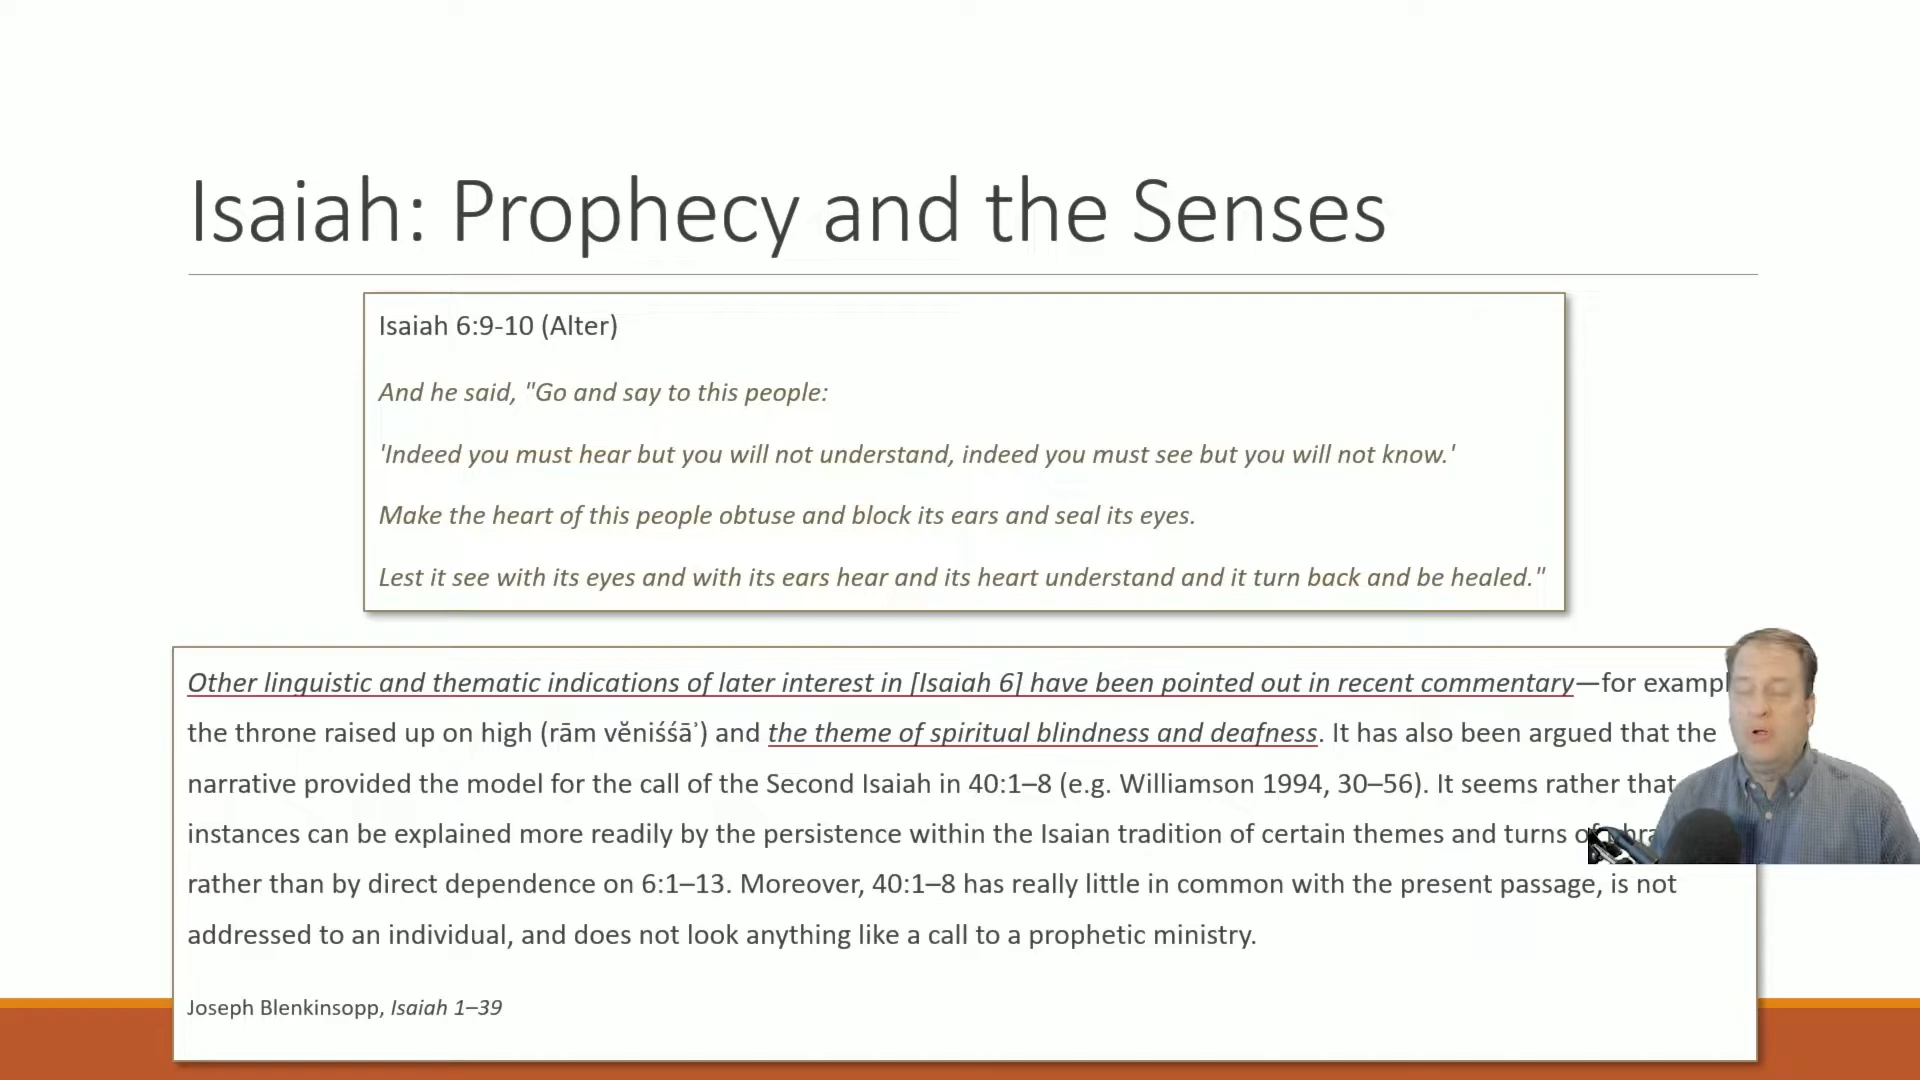 Isaiah: Prophecy and the Senses
Isaiah 6:9-10 (Alter)
And he said, "Go and say to this people:
'Indeed you must hear but you will not understand, indeed you must see but you will not know.'
Make the heart of this people obtuse and block its ears and seal its eyes.
Lest it see with its eyes and with its ears hear and its heart understand and it turn back and be healed."
Other linguistic and thematic indications of later interest in [Isaiah 6] have been pointed out in recent commentary—for
the throne raised up on high (rām vĕniśśāʾ) and the theme of spiritual blindness and deafness. It has also been argued that the
narrative provided the model for the call of the Second Isaiah in 40:1–8 (e.g. Williamson 1994, 30–56). It seems rather that
instances can be explained more readily by the persistence within the Isaian tradition of certain themes and turns
rather than by direct dependence on 6:1–13. Moreover, 40:1–8 has really little in common with the present passage, is not
addressed to an individual, and does not look anything like a call to a prophetic ministry.
Joseph Blenkinsopp, Isaiah 1–39